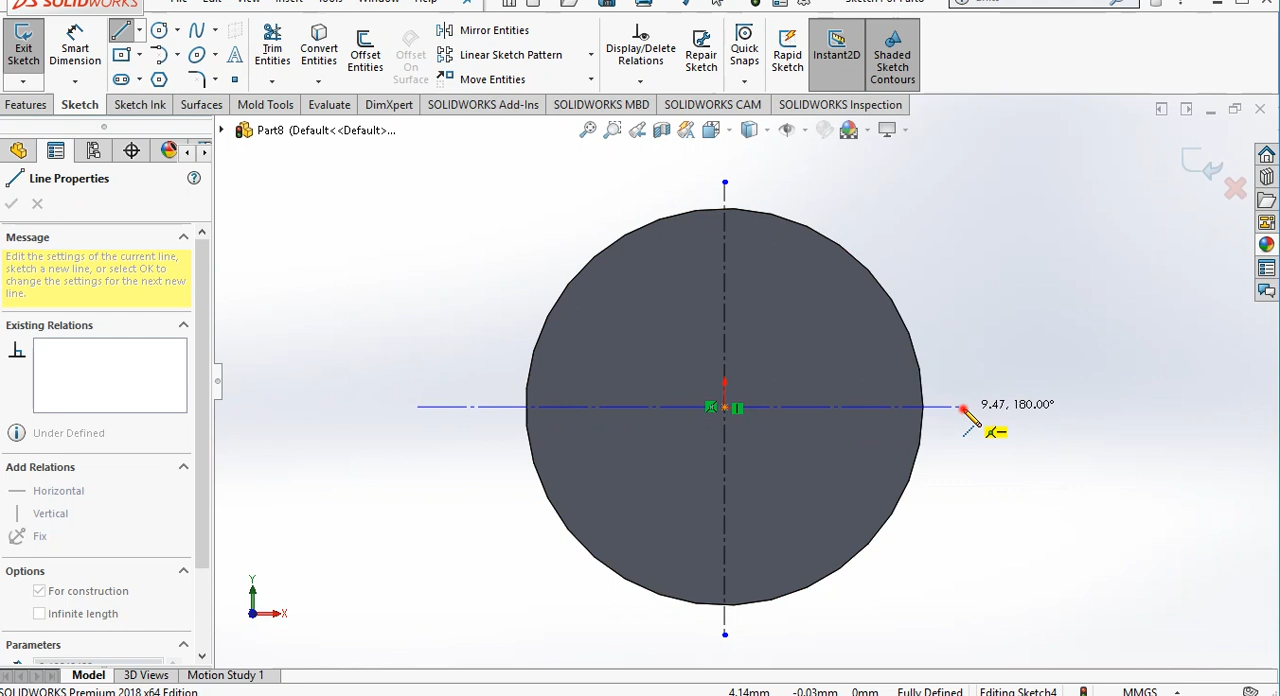 SOLIDWORKS
Exit Sketch
Smart Dimension
Trim Entities
Convert Entities
Offset Entities
Offset On Surface
Mirror Entities
Linear Sketch Pattern
Move Entities
Display/Delete Relations
Repair Sketch
Quick Snaps
Rapid Sketch
Instant2D
Shaded Sketch Contours
Features Sketch Sketch Ink Surfaces Mold Tools Evaluate DimXpert SOLIDWORKS Add-Ins SOLIDWORKS MBD SOLIDWORKS CAM SOLIDWORKS Inspection
Part8 (Default<<Default>...
Line Properties
Message
Edit the settings of the current line,
sketch a new line, or select OK to
change the settings for the next new
line.
Existing Relations
Under Defined
Add Relations
Horizontal
Vertical
Fix
Options
For construction
Infinite length
Parameters
9.47, 180.00°
Y
X
Model 3D Views Motion Study 1
SOLIDWORKS Premium 2018 x64 Edition 4.14mm -0.03mm 0mm Fully Defined Editing Sketch4 MMGS